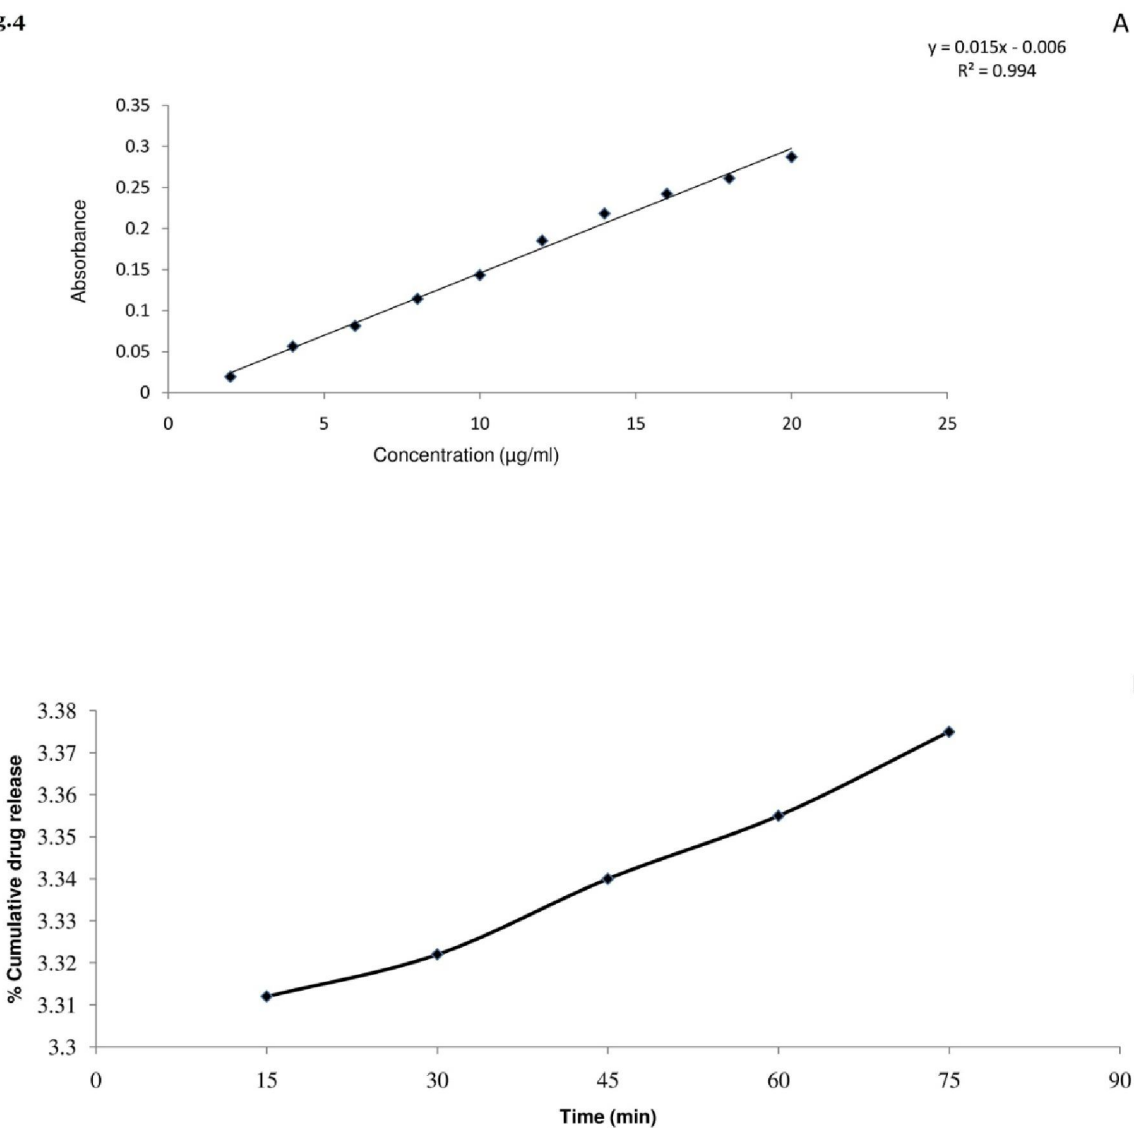 g.4
A
y = 0.015x - 0.006
R² = 0.994
0.35
0.3
0.25
0.2
0.15
0.1
0.05
0
Absorbance
0 5 10 15 20 25
Concentration (µg/ml)
3.38
3.37
3.36
3.35
3.34
3.33
3.32
3.31
3.3
% Cumulative drug release
0 15 30 45 60 75 90
Time (min)